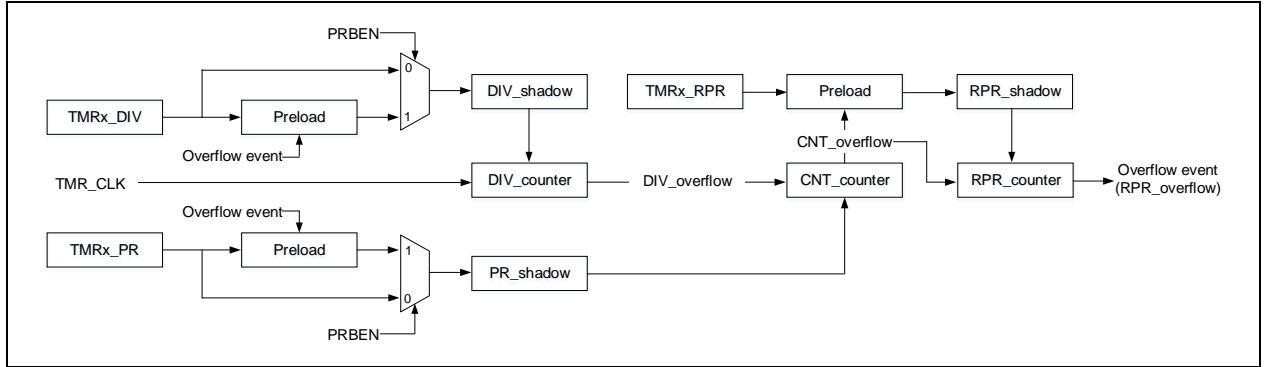 PRBEN
0
TMRx_DIV
Preload
1
DIV_shadow
TMRx_RPR
Preload
RPR_shadow
Overflow event
CNT_overflow
TMR_CLK
DIV_counter
DIV_overflow
CNT_counter
RPR_counter
Overflow event
(RPR_overflow)
Overflow event
TMRx_PR
Preload
1
PR_shadow
0
PRBEN